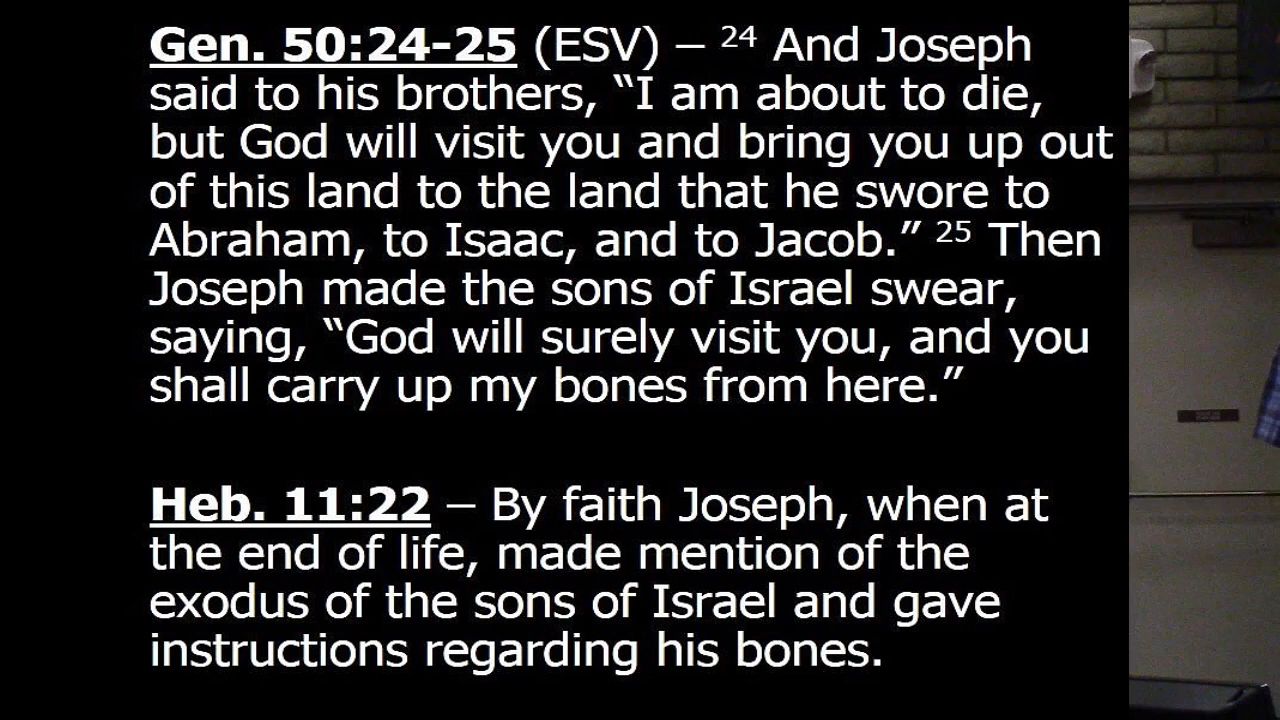 Gen. 50:24-25 (ESV) – 24 And Joseph
said to his brothers, “I am about to die,
but God will visit you and bring you up out
of this land to the land that he swore to
Abraham, to Isaac, and to Jacob.” 25 Then
Joseph made the sons of Israel swear,
saying, “God will surely visit you, and you
shall carry up my bones from here.”
Heb. 11:22 – By faith Joseph, when at
the end of life, made mention of the
exodus of the sons of Israel and gave
instructions regarding his bones.